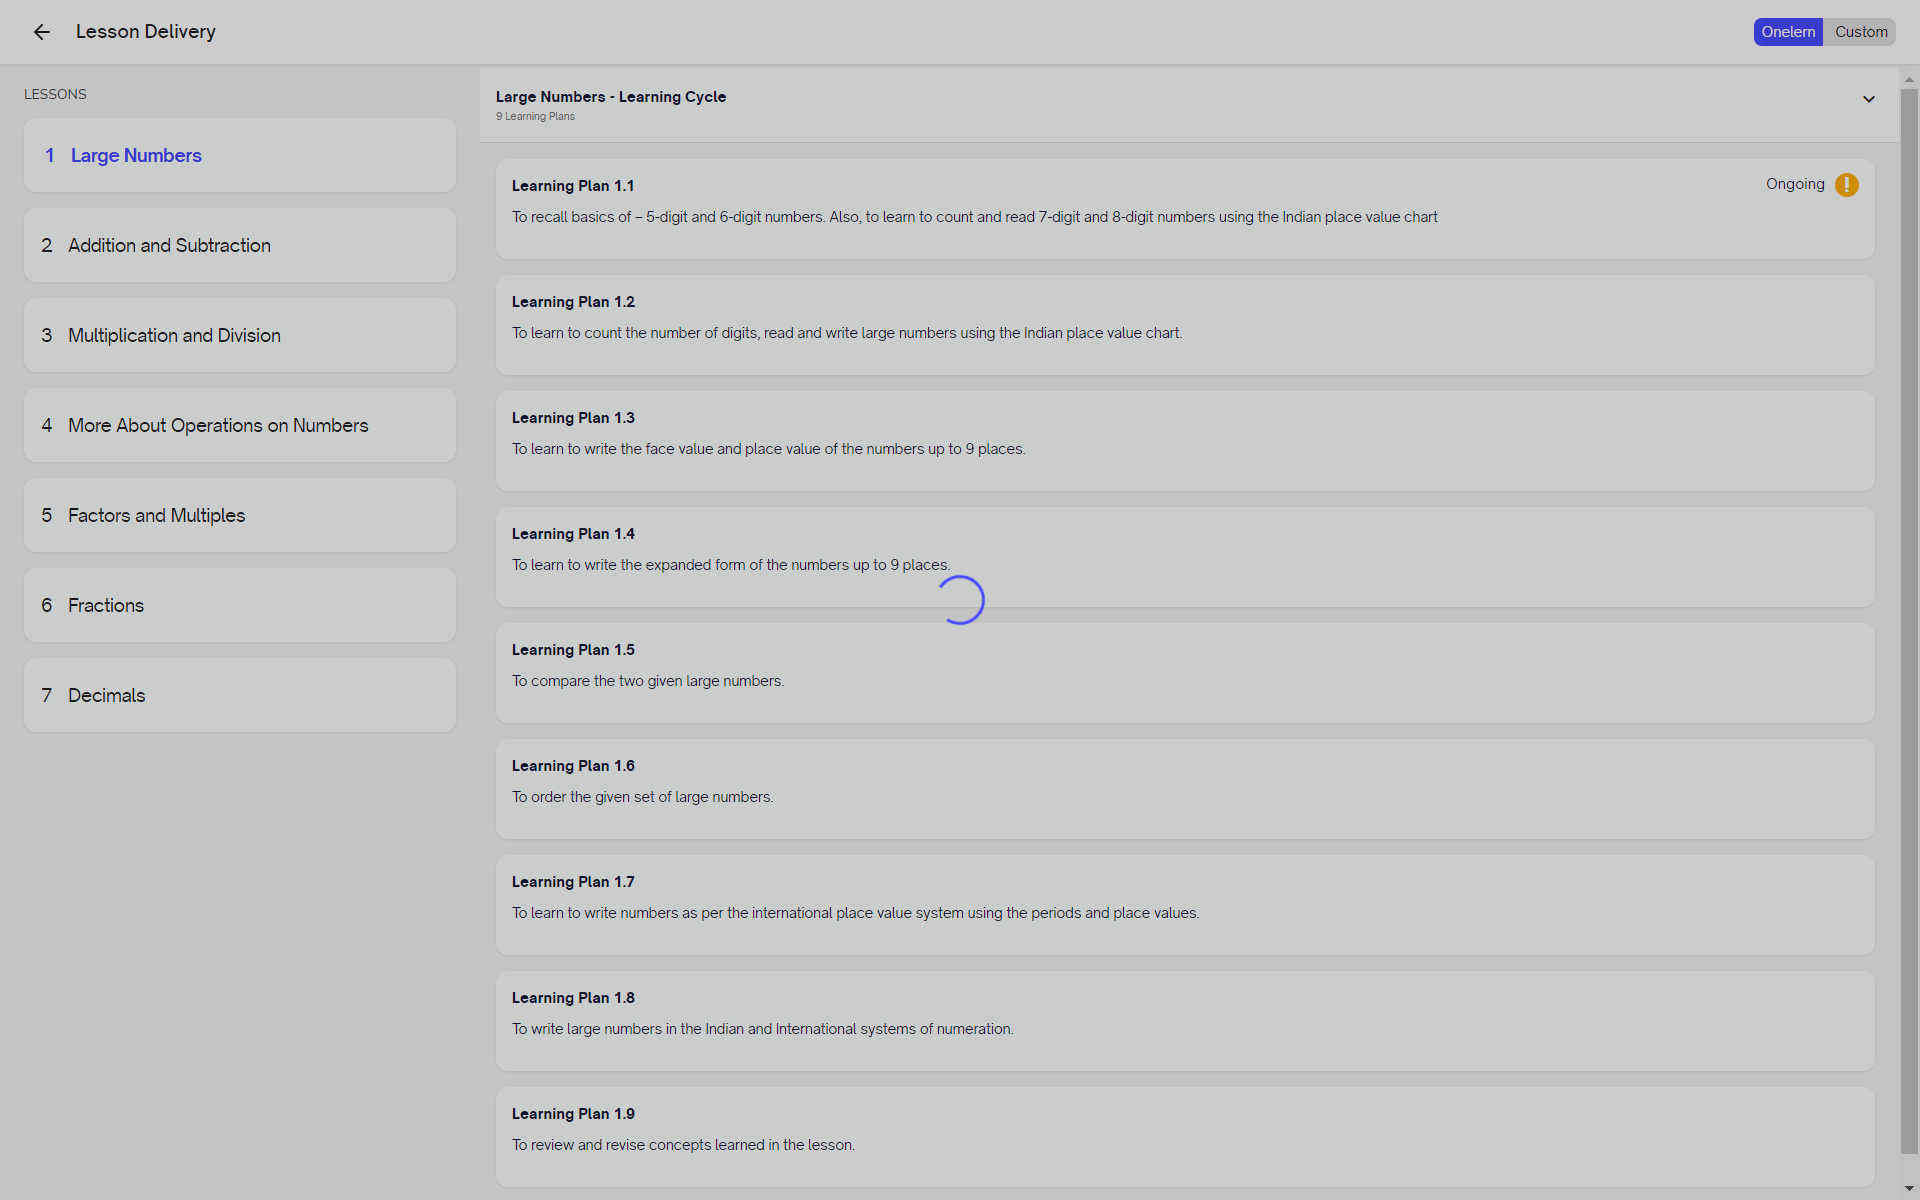 Lesson Delivery
Onelern
Custom
LESSONS
1 Large Numbers
2 Addition and Subtraction
3 Multiplication and Division
4 More About Operations on Numbers
5 Factors and Multiples
6 Fractions
7 Decimals
Large Numbers - Learning Cycle
9 Learning Plans
Learning Plan 1.1
Ongoing
To recall basics of – 5-digit and 6-digit numbers. Also, to learn to count and read 7-digit and 8-digit numbers using the Indian place value chart
Learning Plan 1.2
To learn to count the number of digits, read and write large numbers using the Indian place value chart.
Learning Plan 1.3
To learn to write the face value and place value of the numbers up to 9 places.
Learning Plan 1.4
To learn to write the expanded form of the numbers up to 9 places.
Learning Plan 1.5
To compare the two given large numbers.
Learning Plan 1.6
To order the given set of large numbers.
Learning Plan 1.7
To learn to write numbers as per the international place value system using the periods and place values.
Learning Plan 1.8
To write large numbers in the Indian and International systems of numeration.
Learning Plan 1.9
To review and revise concepts learned in the lesson.